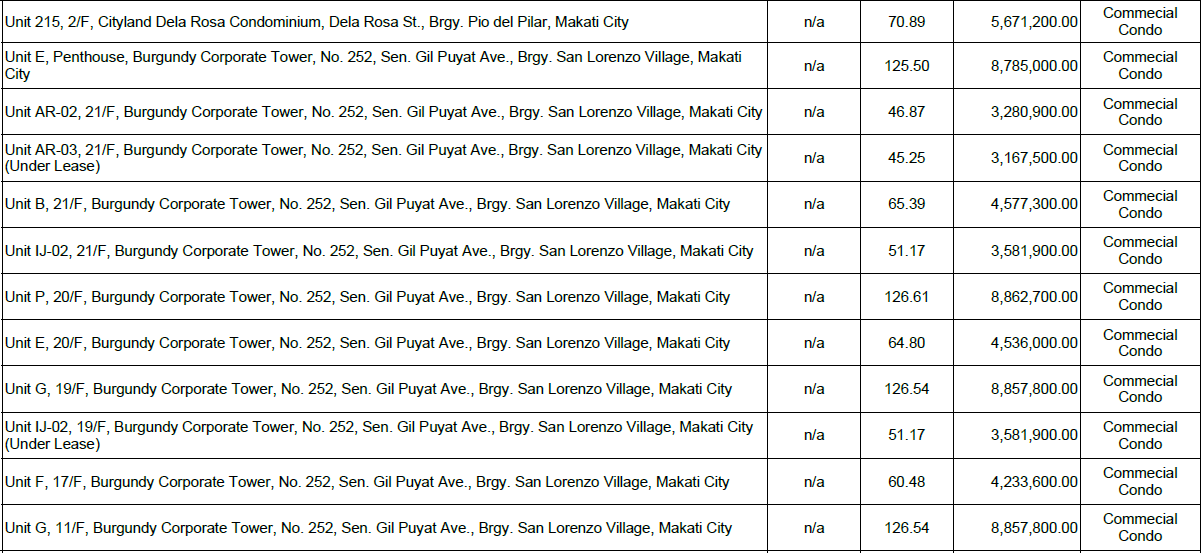 Unit 215, 2/F, Cityland Dela Rosa Condominium, Dela Rosa St., Brgy. Pio del Pilar, Makati City n/a 70.89 5,671,200.00 Commecial Condo
Unit E, Penthouse, Burgundy Corporate Tower, No. 252, Sen. Gil Puyat Ave., Brgy. San Lorenzo Village, Makati
City n/a 125.50 8,785,000.00 Commecial Condo
Unit AR-02, 21/F, Burgundy Corporate Tower, No. 252, Sen. Gil Puyat Ave., Brgy. San Lorenzo Village, Makati City n/a 46.87 3,280,900.00 Commecial Condo
Unit AR-03, 21/F, Burgundy Corporate Tower, No. 252, Sen. Gil Puyat Ave., Brgy. San Lorenzo Village, Makati City
(Under Lease) n/a 45.25 3,167,500.00 Commecial Condo
Unit B, 21/F, Burgundy Corporate Tower, No. 252, Sen. Gil Puyat Ave., Brgy. San Lorenzo Village, Makati City n/a 65.39 4,577,300.00 Commecial Condo
Unit IJ-02, 21/F, Burgundy Corporate Tower, No. 252, Sen. Gil Puyat Ave., Brgy. San Lorenzo Village, Makati City n/a 51.17 3,581,900.00 Commecial Condo
Unit P, 20/F, Burgundy Corporate Tower, No. 252, Sen. Gil Puyat Ave., Brgy. San Lorenzo Village, Makati City n/a 126.61 8,862,700.00 Commecial Condo
Unit E, 20/F, Burgundy Corporate Tower, No. 252, Sen. Gil Puyat Ave., Brgy. San Lorenzo Village, Makati City n/a 64.80 4,536,000.00 Commecial Condo
Unit G, 19/F, Burgundy Corporate Tower, No. 252, Sen. Gil Puyat Ave., Brgy. San Lorenzo Village, Makati City n/a 126.54 8,857,800.00 Commecial Condo
Unit IJ-02, 19/F, Burgundy Corporate Tower, No. 252, Sen. Gil Puyat Ave., Brgy. San Lorenzo Village, Makati City
(Under Lease) n/a 51.17 3,581,900.00 Commecial Condo
Unit F, 17/F, Burgundy Corporate Tower, No. 252, Sen. Gil Puyat Ave., Brgy. San Lorenzo Village, Makati City n/a 60.48 4,233,600.00 Commecial Condo
Unit G, 11/F, Burgundy Corporate Tower, No. 252, Sen. Gil Puyat Ave., Brgy. San Lorenzo Village, Makati City n/a 126.54 8,857,800.00 Commecial Condo